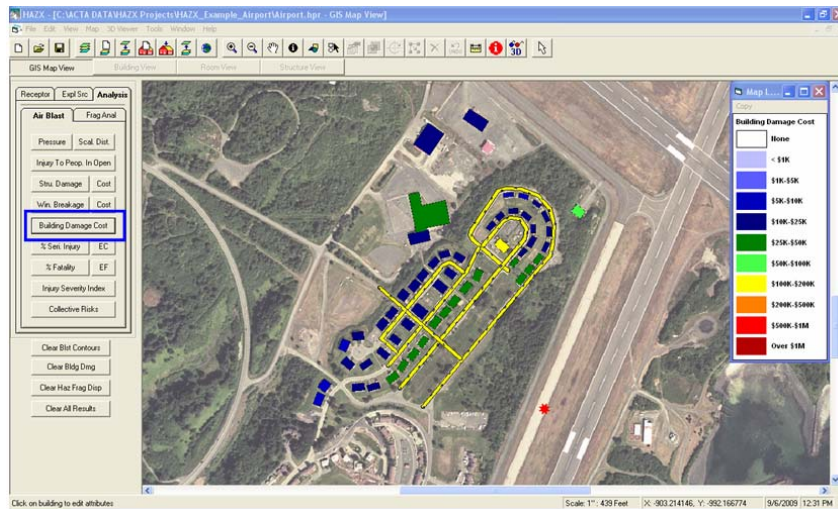 HAZX - [C:\ACTA DATA\HAZX Projects\HAZX_Example_Airport\Airport.hpr - GIS Map View]
File Edit View Map 3D Viewer Tools Window Help
3D
GIS Map View Building View Room View Structure View
Receptor Expl Src Analysis
Air Blast Frag Anal
Pressure Scal. Dist.
Injury To Peop. In Open
Stru. Damage Cost
Win. Breakage Cost
Building Damage Cost
% Seri. Injury EC
% Fatality EF
Injury Severity Index
Collective Risks
Clear Blst Contours
Clear Bldg Dmg
Clear Haz Frag Disp
Clear All Results
Map L...
Copy
Building Damage Cost
None
< $1K
$1K-$5K
$5K-$10K
$10K-$25K
$25K-$50K
$50K-$100K
$100K-$200K
$200K-$500K
$500K-$1M
Over $1M
Click on building to edit attributes Scale: 1" : 439 Feet X: -903.214146, Y: -992.166774 9/6/2009 12:31 PM